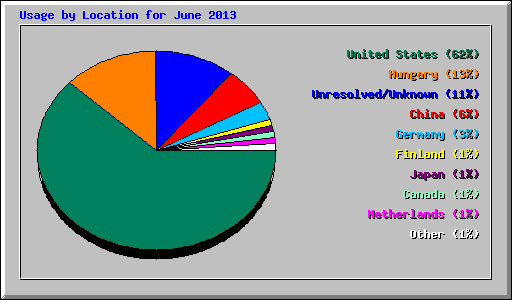 Usage by Location for June 2013
United States (62%)
Hungary (13%)
Unresolved/Unknown (11%)
China (6%)
Germany (3%)
Finland (1%)
Japan (1%)
Canada (1%)
Netherlands (1%)
Other (1%)